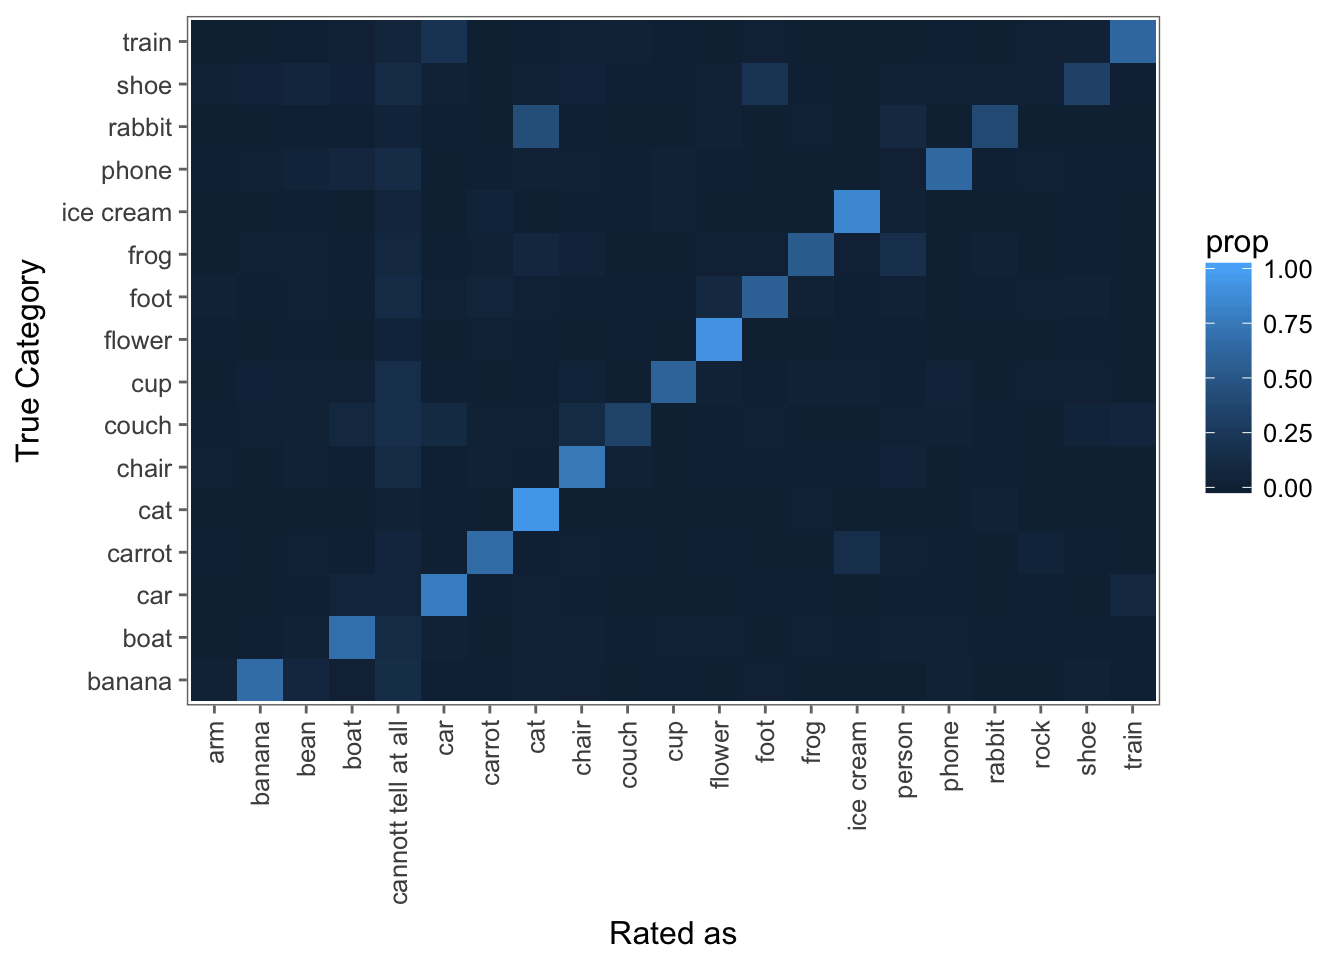 train
shoe
rabbit
phone
ice cream
frog
foot
flower
cup
couch
chair
cat
carrot
car
boat
banana
True Category
arm
banana
bean
boat
cannott tell at all
car
carrot
cat
chair
couch
cup
flower
foot
frog
ice cream
person
phone
rabbit
rock
shoe
train
Rated as
prop
1.00
0.75
0.50
0.25
0.00